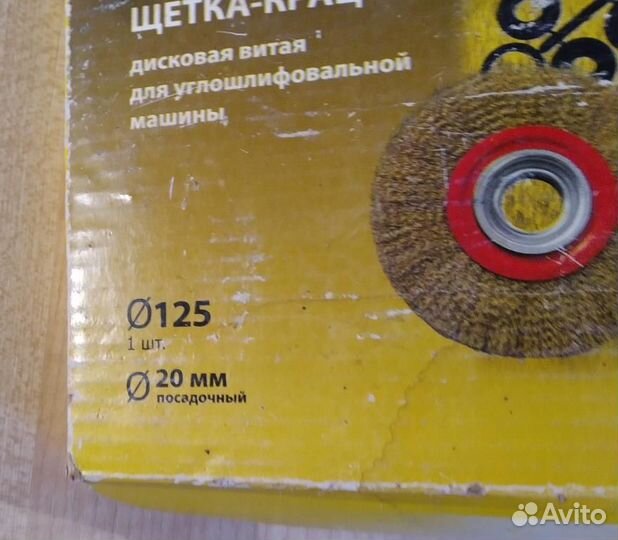 ЩЕТКА-КРАЦ
дисковая витая
для углошлифовальной
машины
Ø125
1 шт.
Ø 20 мм
посадочный
Avito